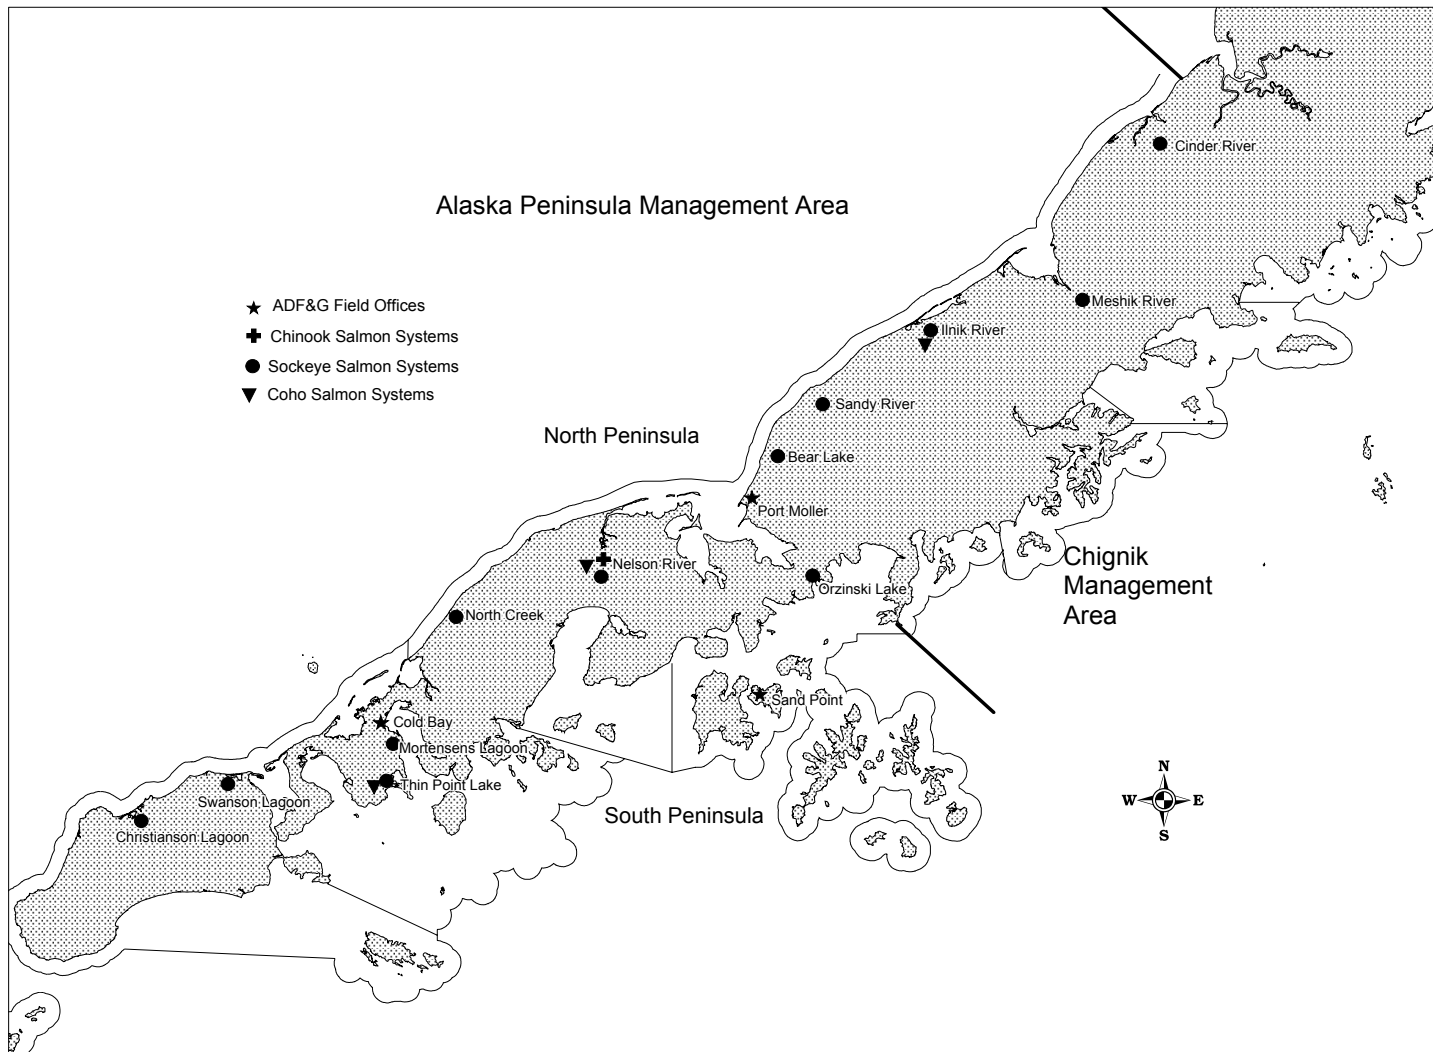 Cinder River
Alaska Peninsula Management Area
ADF&G Field Offices
Chinook Salmon Systems
Sockeye Salmon Systems
Coho Salmon Systems
Meshik River
Ilnik River
Sandy River
North Peninsula
Bear Lake
Port Moller
Chignik
Management
Area
Nelson River
Orzinski Lake
North Creek
Sand Point
Cold Bay
Mortensens Lagoon
Thin Point Lake
Swanson Lagoon
South Peninsula
Christianson Lagoon
N
W E
S